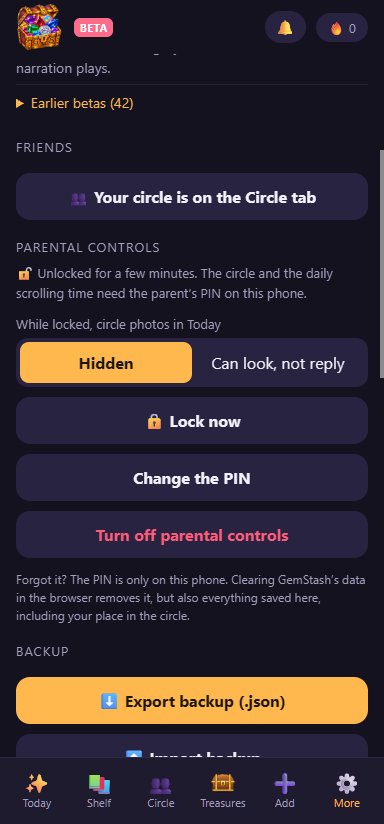 BETA
0
narration plays.
Earlier betas (42)
FRIENDS
Your circle is on the Circle tab
PARENTAL CONTROLS
Unlocked for a few minutes. The circle and the daily
scrolling time need the parent's PIN on this phone.
While locked, circle photos in Today
Hidden
Can look, not reply
Lock now
Change the PIN
Turn off parental controls
Forgot it? The PIN is only on this phone. Clearing GemStash's data
in the browser removes it, but also everything saved here,
including your place in the circle.
BACKUP
Export backup (.json)
Import backup
Today
Shelf
Circle
Treasures
Add
More